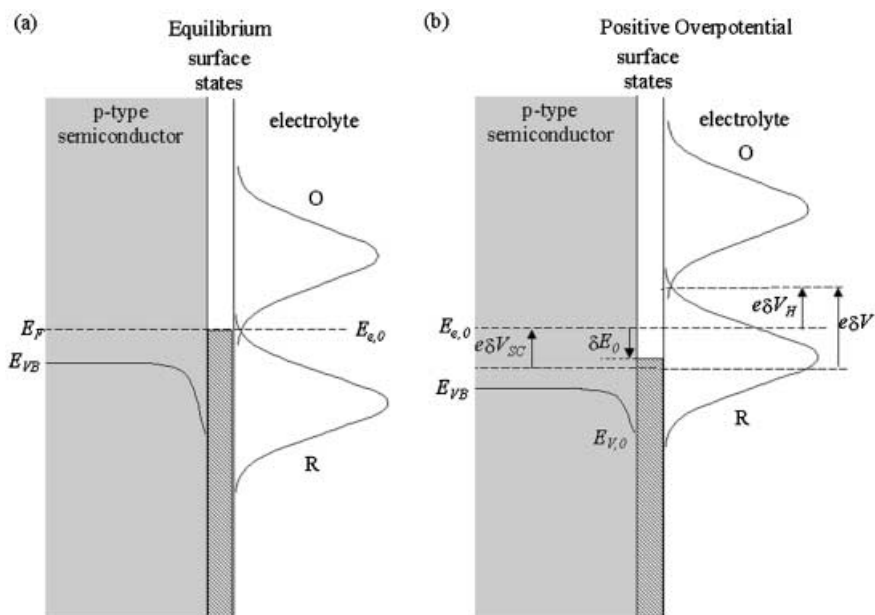 (a)
Equilibrium
surface
states
p-type
semiconductor
electrolyte
O
E_F
E_{e,0}
E_{VB}
R
(b)
Positive Overpotential
surface
states
p-type
semiconductor
electrolyte
O
eδV_H
eδV
E_{e,0}
eδV_{SC}
δE_0
E_{VB}
E_{V,0}
R